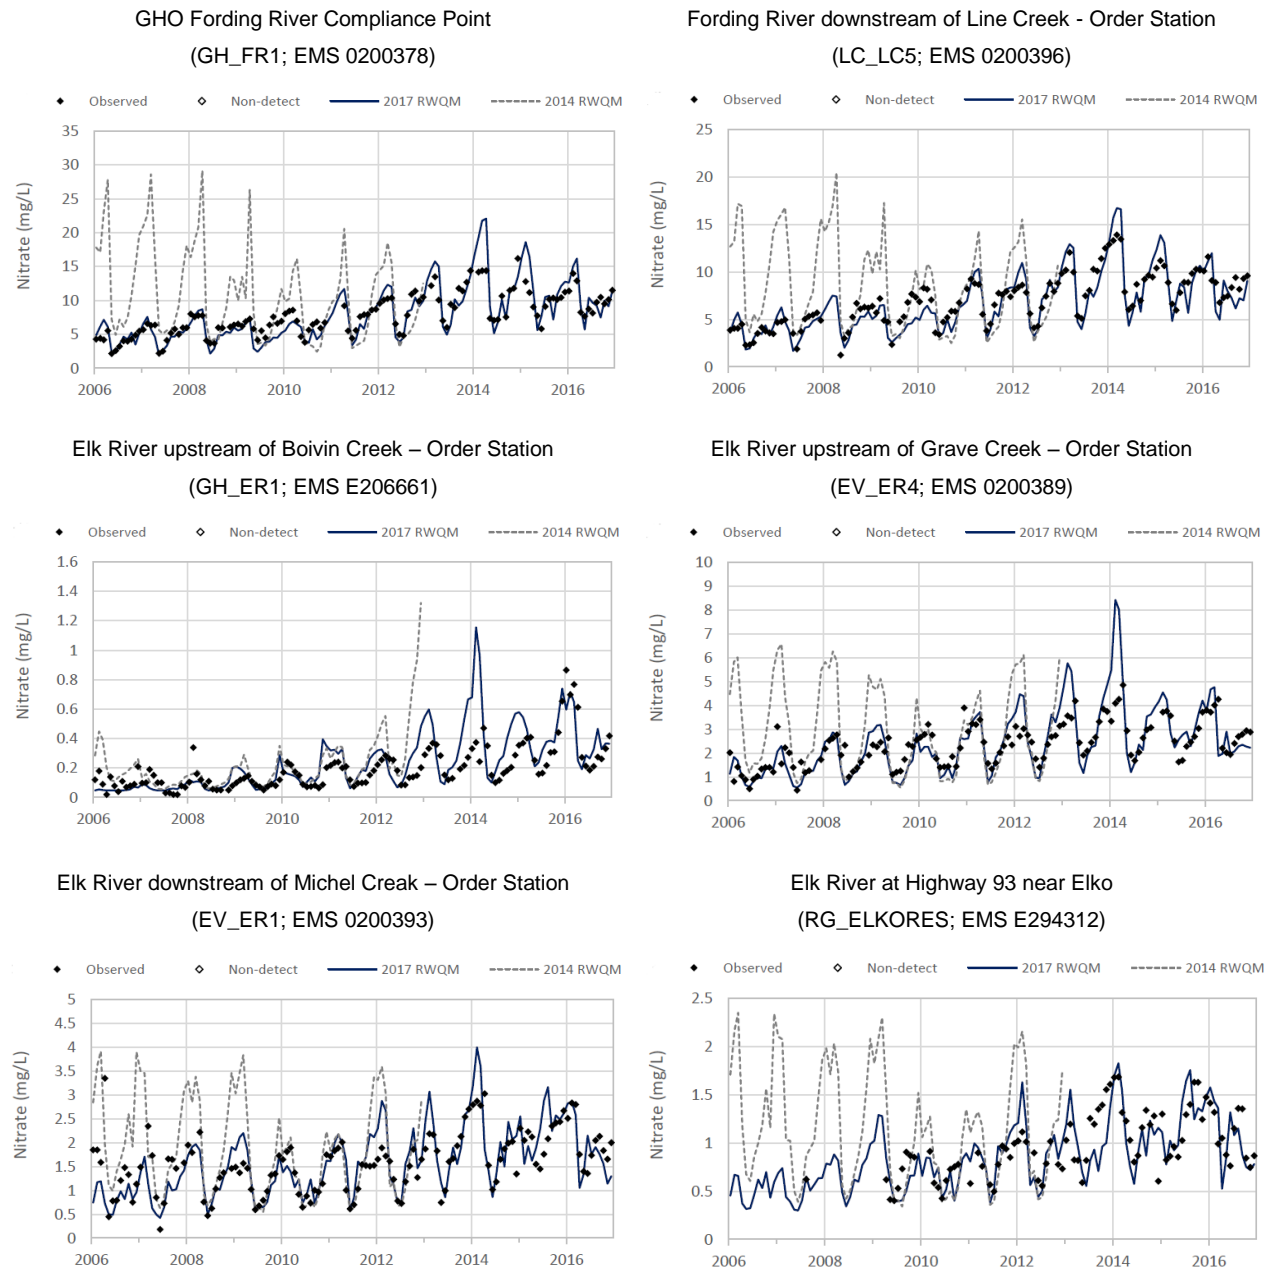 GHO Fording River Compliance Point
(GH_FR1; EMS 0200378)
Observed Non-detect 2017 RWQM 2014 RWQM
Nitrate (mg/L)
35
30
25
20
15
10
5
0
2006 2008 2010 2012 2014 2016
Fording River downstream of Line Creek - Order Station
(LC_LC5; EMS 0200396)
Observed Non-detect 2017 RWQM 2014 RWQM
Nitrate (mg/L)
25
20
15
10
5
0
2006 2008 2010 2012 2014 2016
Elk River upstream of Boivin Creek – Order Station
(GH_ER1; EMS E206661)
Observed Non-detect 2017 RWQM 2014 RWQM
Nitrate (mg/L)
1.6
1.4
1.2
1
0.8
0.6
0.4
0.2
0
2006 2008 2010 2012 2014 2016
Elk River upstream of Grave Creek – Order Station
(EV_ER4; EMS 0200389)
Observed Non-detect 2017 RWQM 2014 RWQM
Nitrate (mg/L)
10
9
8
7
6
5
4
3
2
1
0
2006 2008 2010 2012 2014 2016
Elk River downstream of Michel Creak – Order Station
(EV_ER1; EMS 0200393)
Observed Non-detect 2017 RWQM 2014 RWQM
Nitrate (mg/L)
5
4.5
4
3.5
3
2.5
2
1.5
1
0.5
0
2006 2008 2010 2012 2014 2016
Elk River at Highway 93 near Elko
(RG_ELKORES; EMS E294312)
Observed Non-detect 2017 RWQM 2014 RWQM
Nitrate (mg/L)
2.5
2
1.5
1
0.5
0
2006 2008 2010 2012 2014 2016